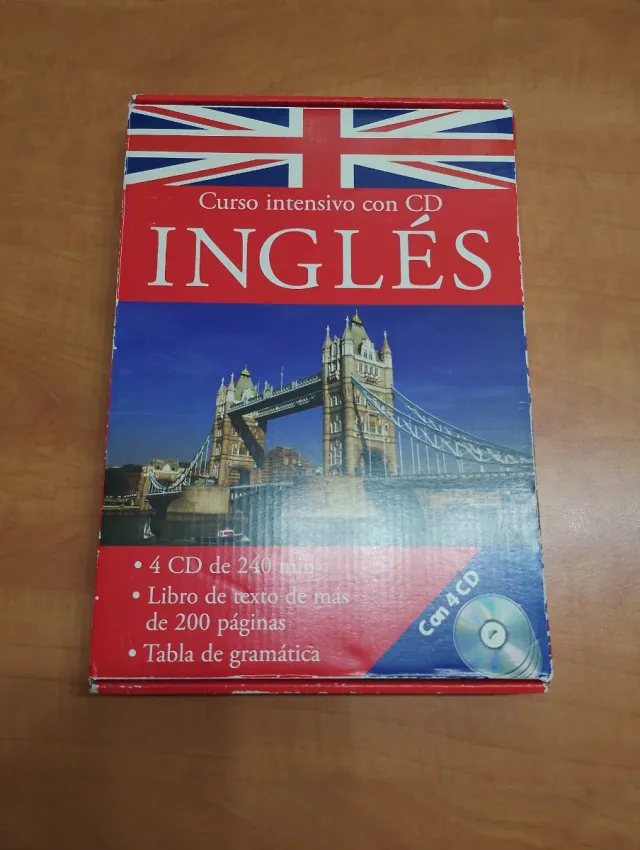 Curso intensivo con CD
INGLÉS
• 4 CD de 240 min
• Libro de texto de más
de 200 páginas
• Tabla de gramática
Con 4 CD